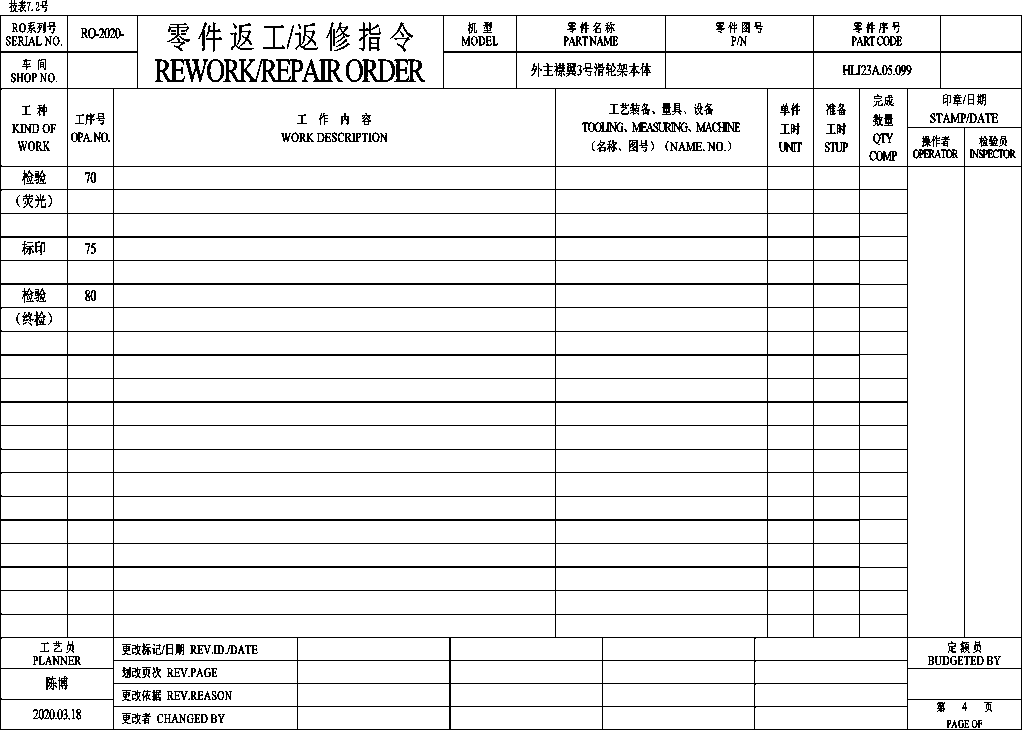 技表7.2号
RO系列号
SERIAL NO.
RO-2020-
零件返工/返修指令
REWORK/REPAIR ORDER
机 型
MODEL
零件名称
PART NAME
零件图号
P/N
零件序号
PART CODE
车 间
SHOP NO.
外主襟翼3号滑轮架本体
HLJ23A.05.099
工 种
KIND OF
WORK
工序号
OPA.NO.
工 作 内 容
WORK DESCRIPTION
工艺装备、量具、设备
TOOLING、MEASURING、MACHINE
(名称、图号)(NAME. NO.)
单件
工时
UNIT
准备
工时
STUP
完成
数量
QTY
COMP
印章/日期
STAMP/DATE
操作者
OPERATOR
检验员
INSPECTOR
检验 70
(荧光)
标印 75
检验 80
(终检)
工艺员
PLANNER
陈博
2020.03.18
更改标记/日期 REV.ID./DATE
划改页次 REV.PAGE
更改依据 REV.REASON
更改者 CHANGED BY
定额员
BUDGETED BY
第 4 页
PAGE OF